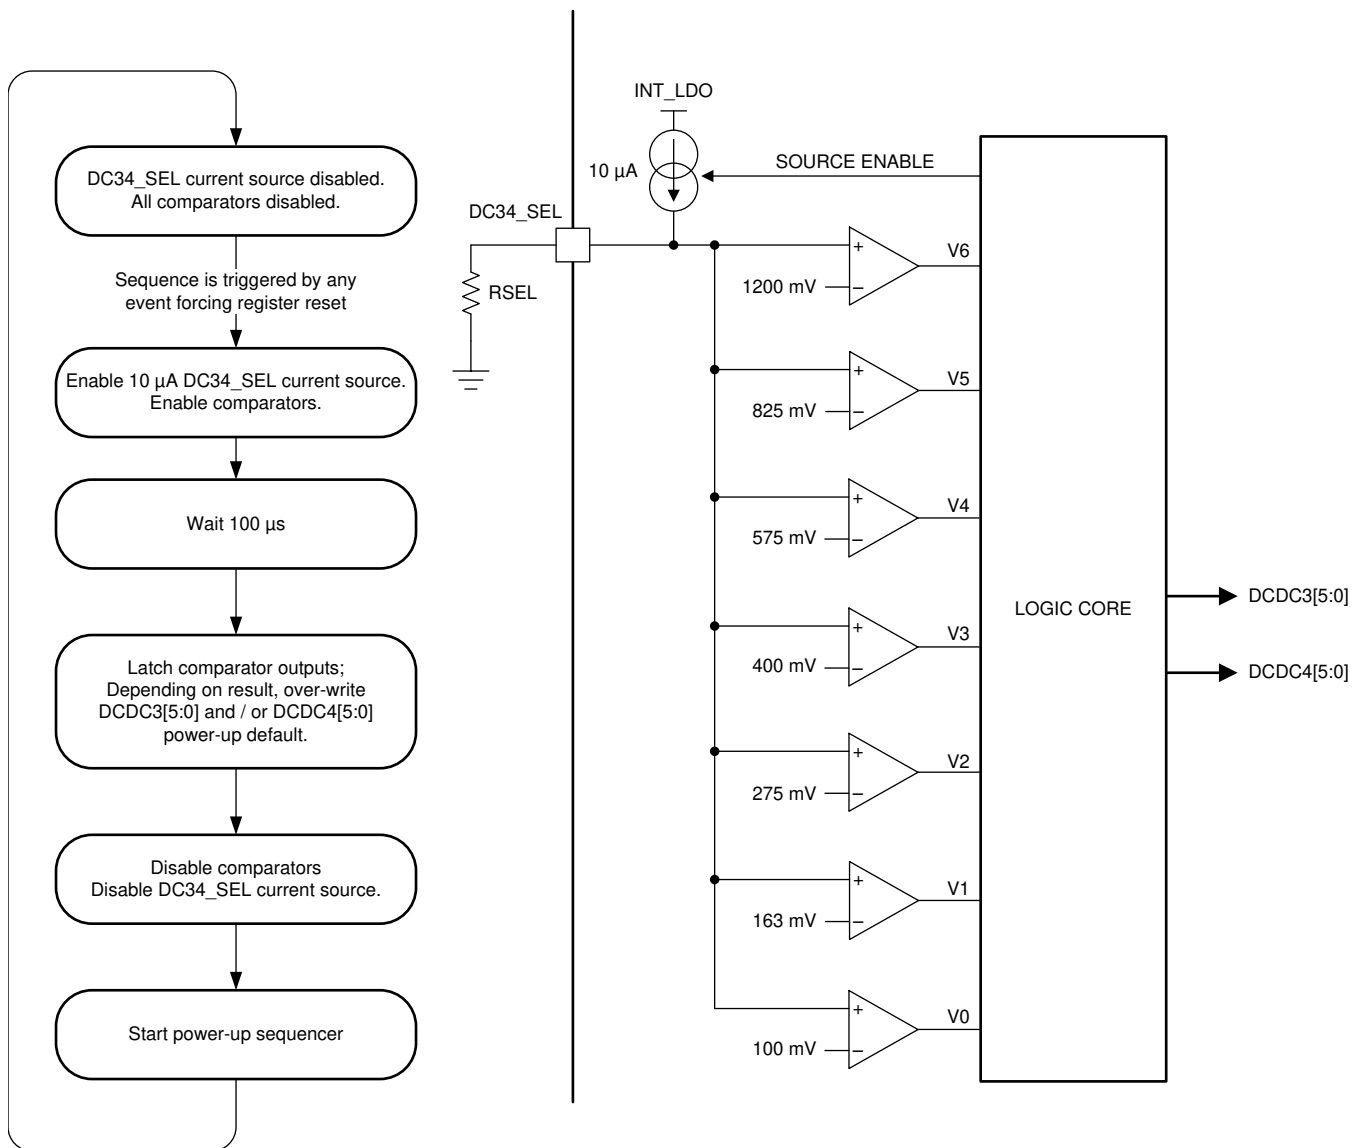 DC34_SEL current source disabled.
All comparators disabled.
Sequence is triggered by any
event forcing register reset
Enable 10 µA DC34_SEL current source.
Enable comparators.
Wait 100 µs
Latch comparator outputs;
Depending on result, over-write
DCDC3[5:0] and / or DCDC4[5:0]
power-up default.
Disable comparators
Disable DC34_SEL current source.
Start power-up sequencer
INT_LDO
10 µA
SOURCE ENABLE
DC34_SEL
RSEL
+
1200 mV
–
V6
+
825 mV
–
V5
+
575 mV
–
V4
+
400 mV
–
V3
+
275 mV
–
V2
+
163 mV
–
V1
+
100 mV
–
V0
LOGIC CORE
DCDC3[5:0]
DCDC4[5:0]